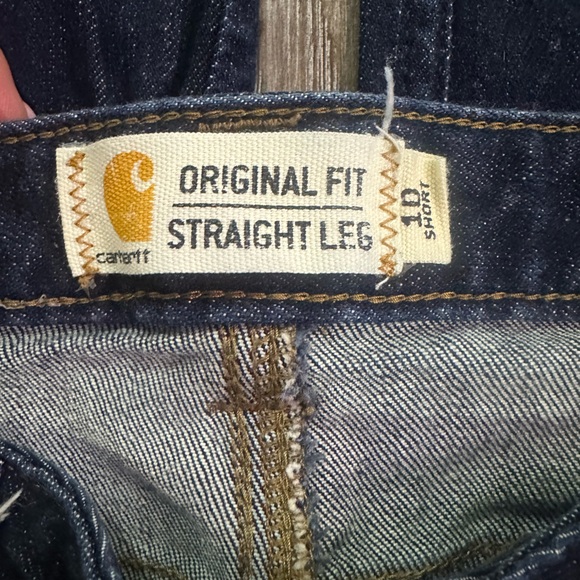 ORIGINAL FIT
STRAIGHT LEG
carhartt
10
SHORT